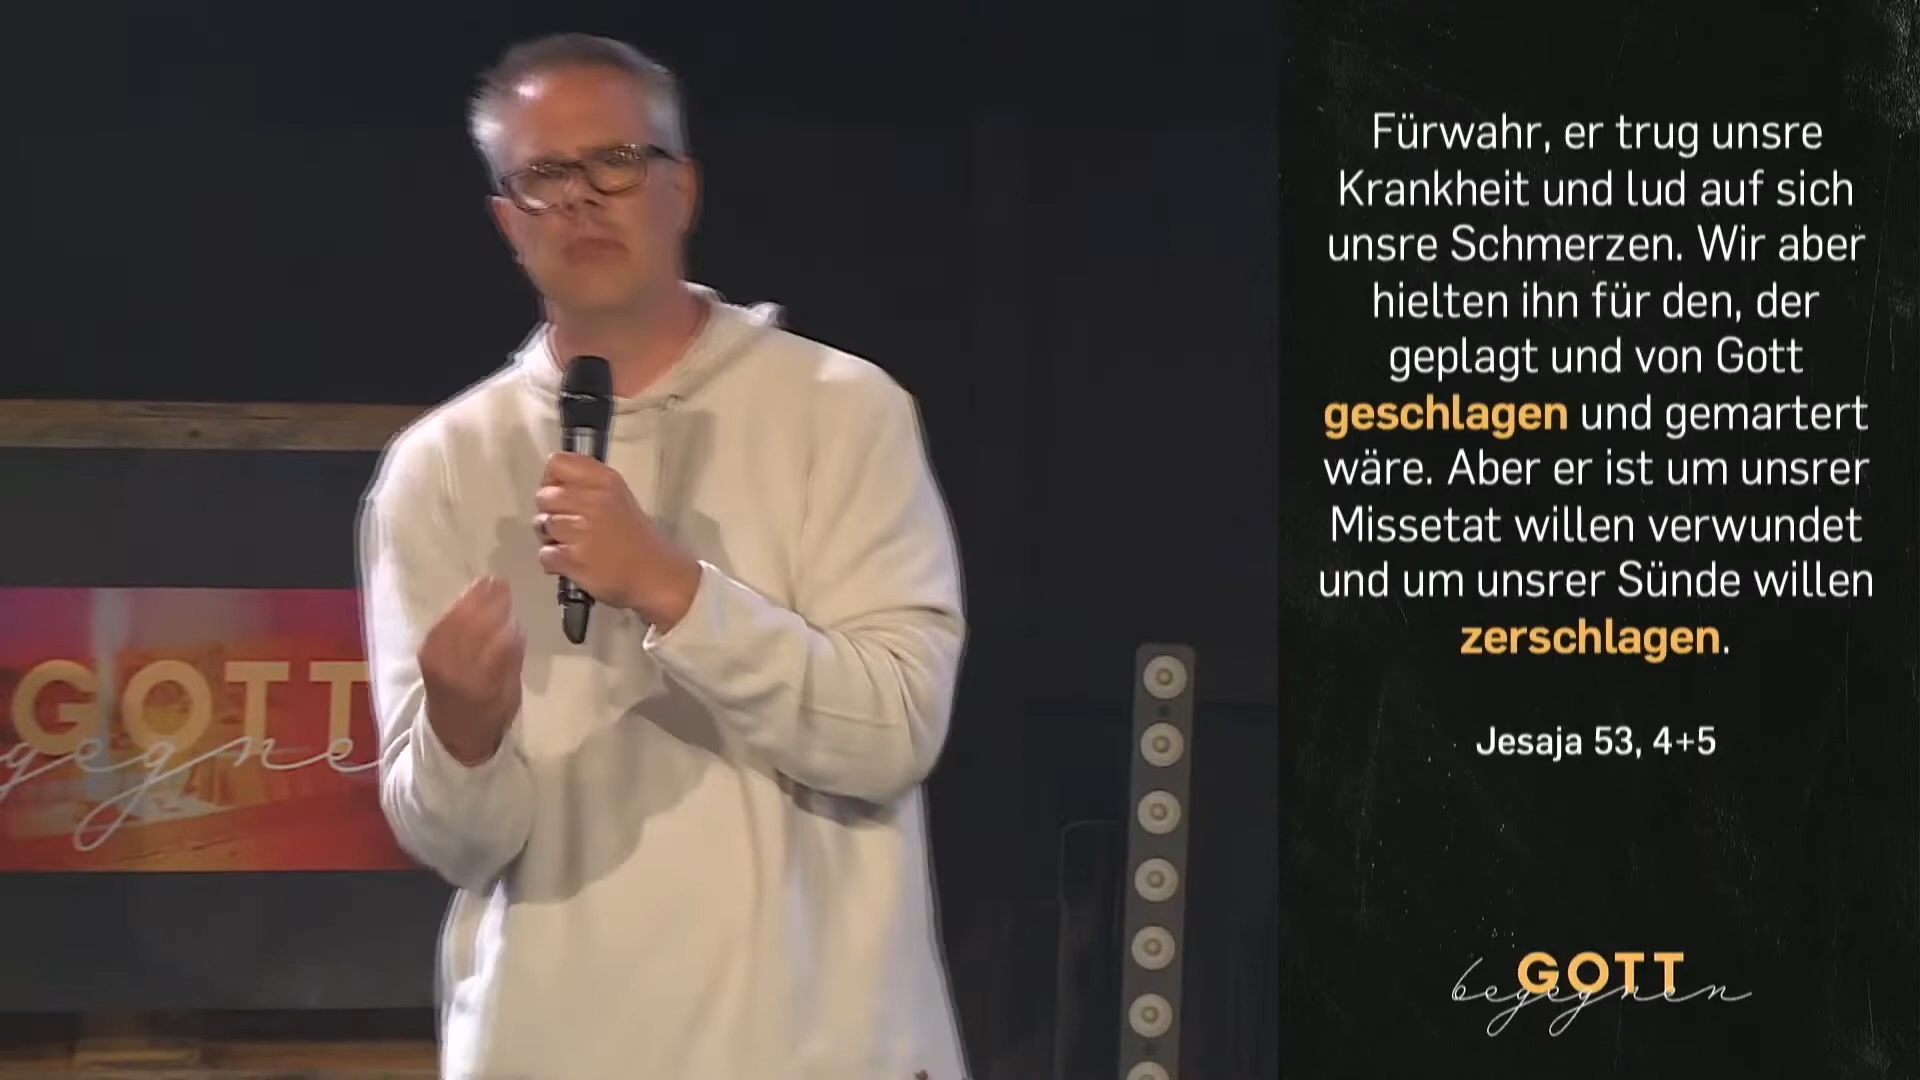 Fürwahr, er trug unsre
Krankheit und lud auf sich
unsre Schmerzen. Wir aber
hielten ihn für den, der
geplagt und von Gott
geschlagen und gemartert
wäre. Aber er ist um unsrer
Missetat willen verwundet
und um unsrer Sünde willen
zerschlagen.
Jesaja 53, 4+5
GOTT
begegnen
GOTT
begegne